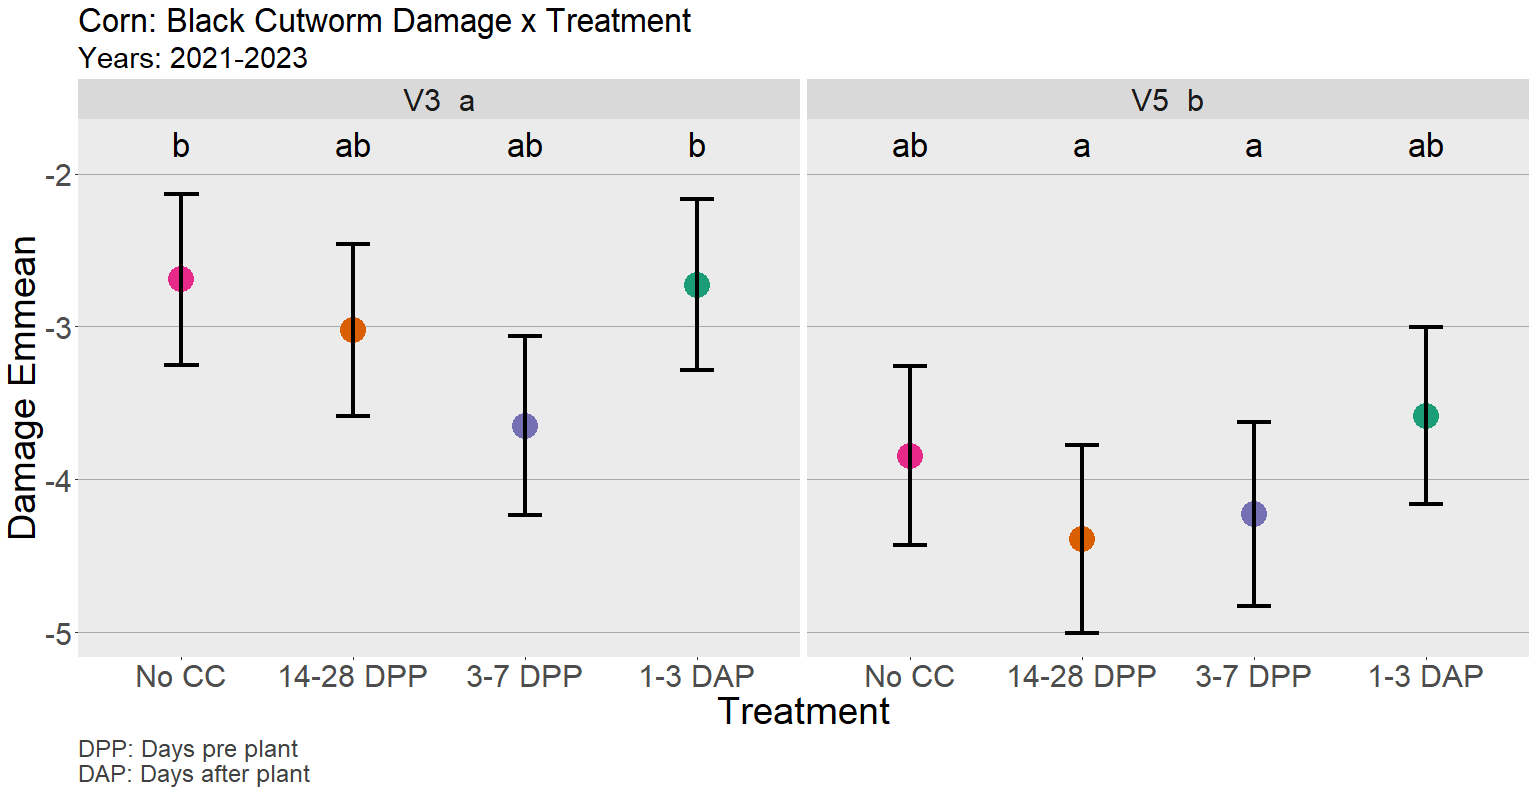 Corn: Black Cutworm Damage x Treatment
Years: 2021-2023
V3 a
V5 b
b ab ab b
ab a a ab
-2
-3
-4
-5
Damage Emmean
No CC 14-28 DPP 3-7 DPP 1-3 DAP
No CC 14-28 DPP 3-7 DPP 1-3 DAP
Treatment
DPP: Days pre plant
DAP: Days after plant